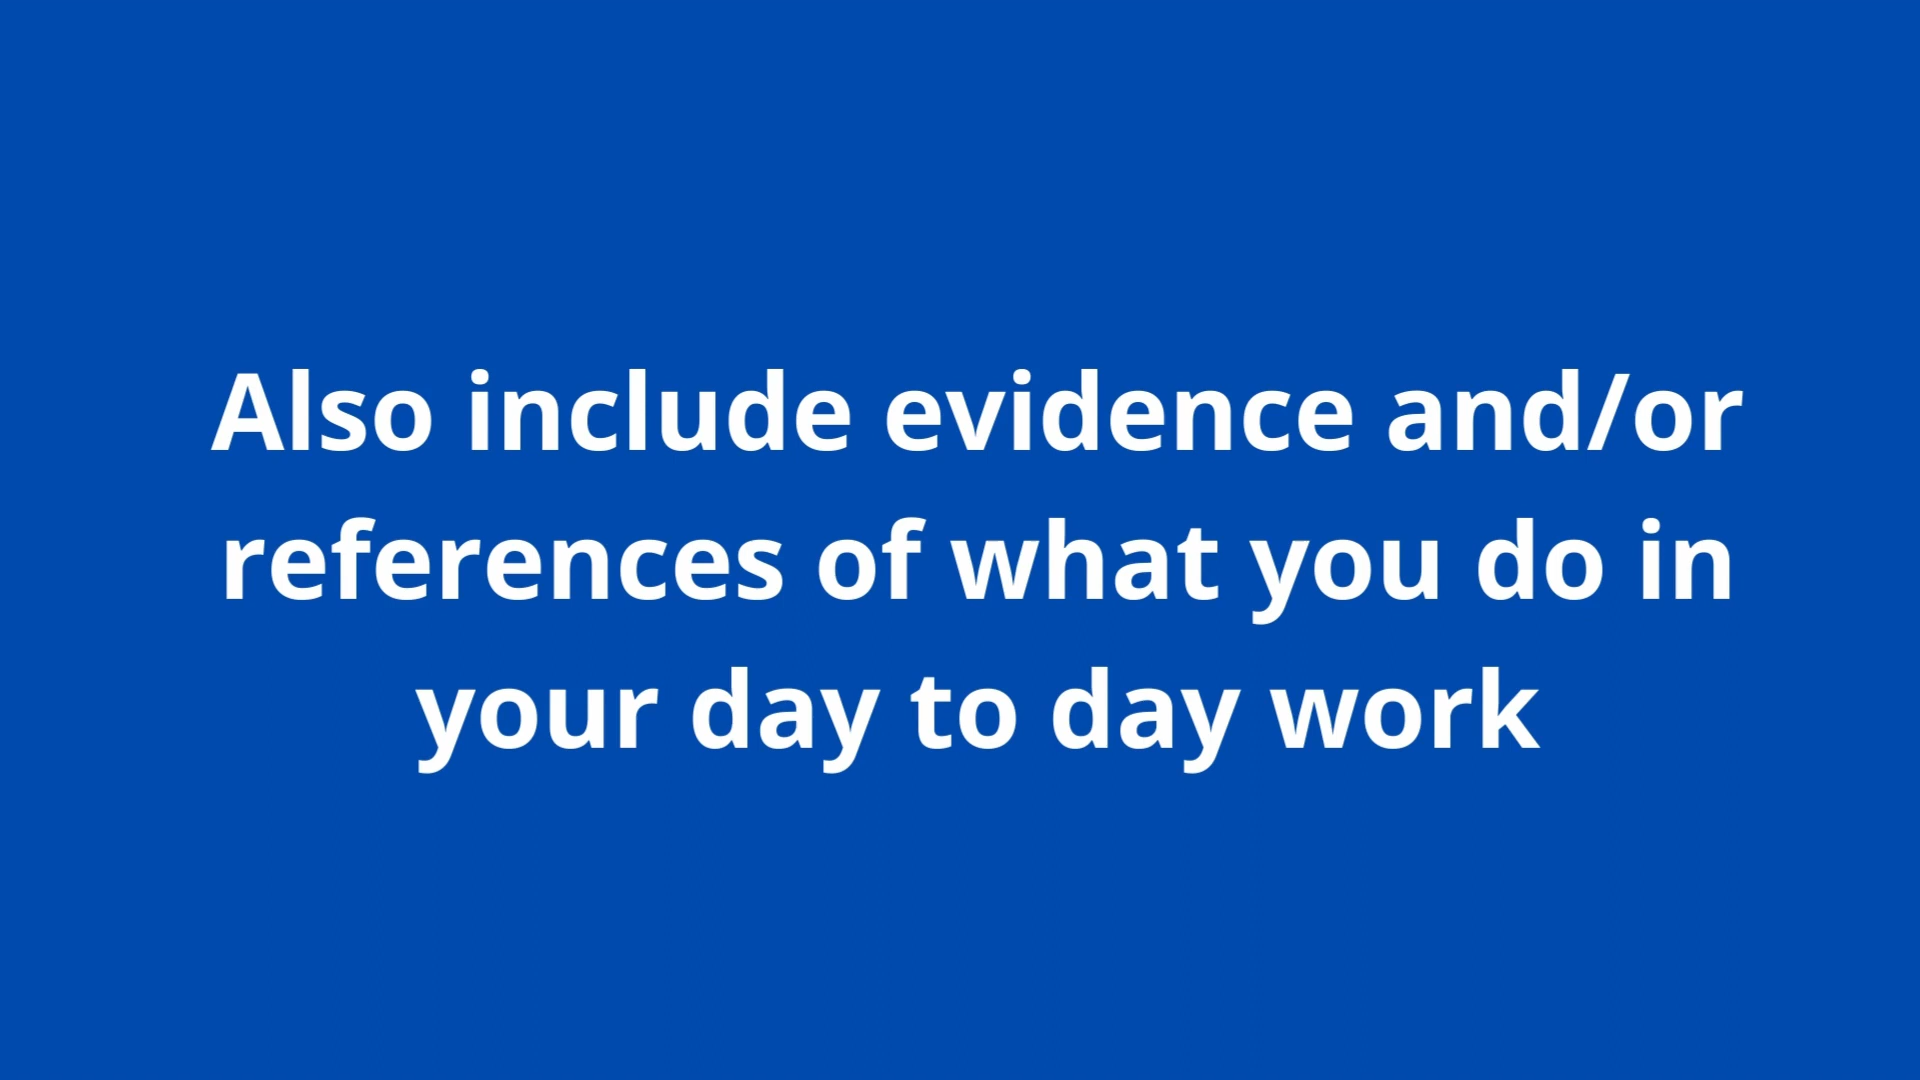 Also include evidence and/or
references of what you do in
your day to day work